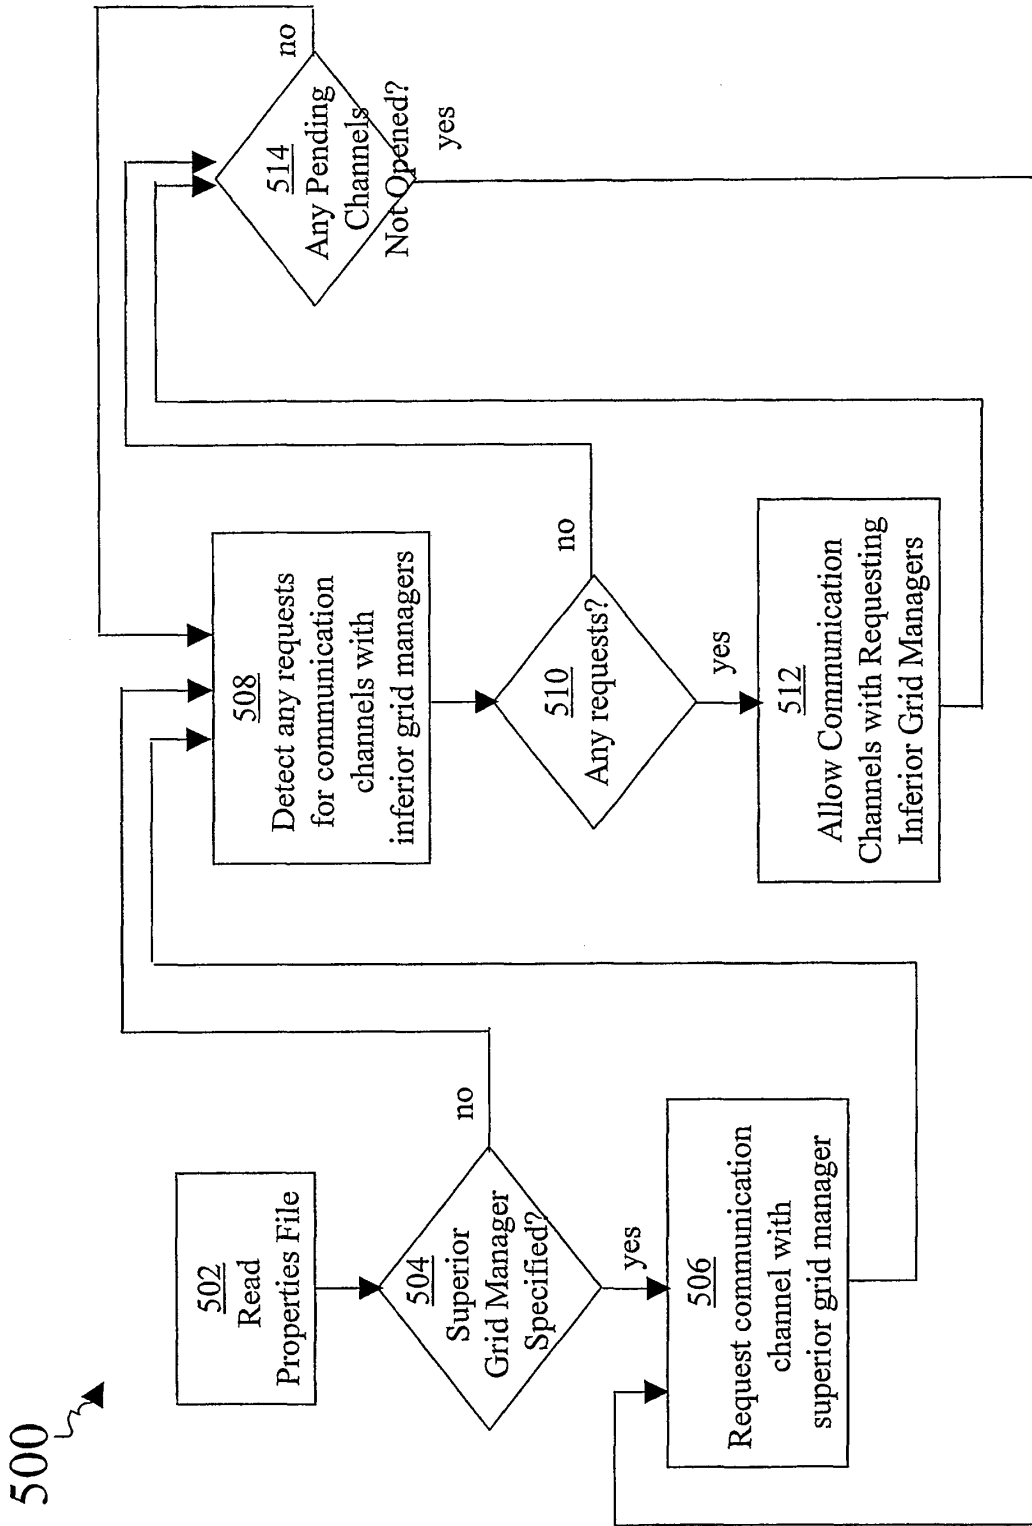 500
502
Read
Properties File
504
Superior
Grid Manager
Specified?
no
yes
506
Request communication
channel with
superior grid manager
508
Detect any requests
for communication
channels with
inferior grid managers
510
Any requests?
no
yes
512
Allow Communication
Channels with Requesting
Inferior Grid Managers
514
Any Pending
Channels
Not Opened?
no
yes